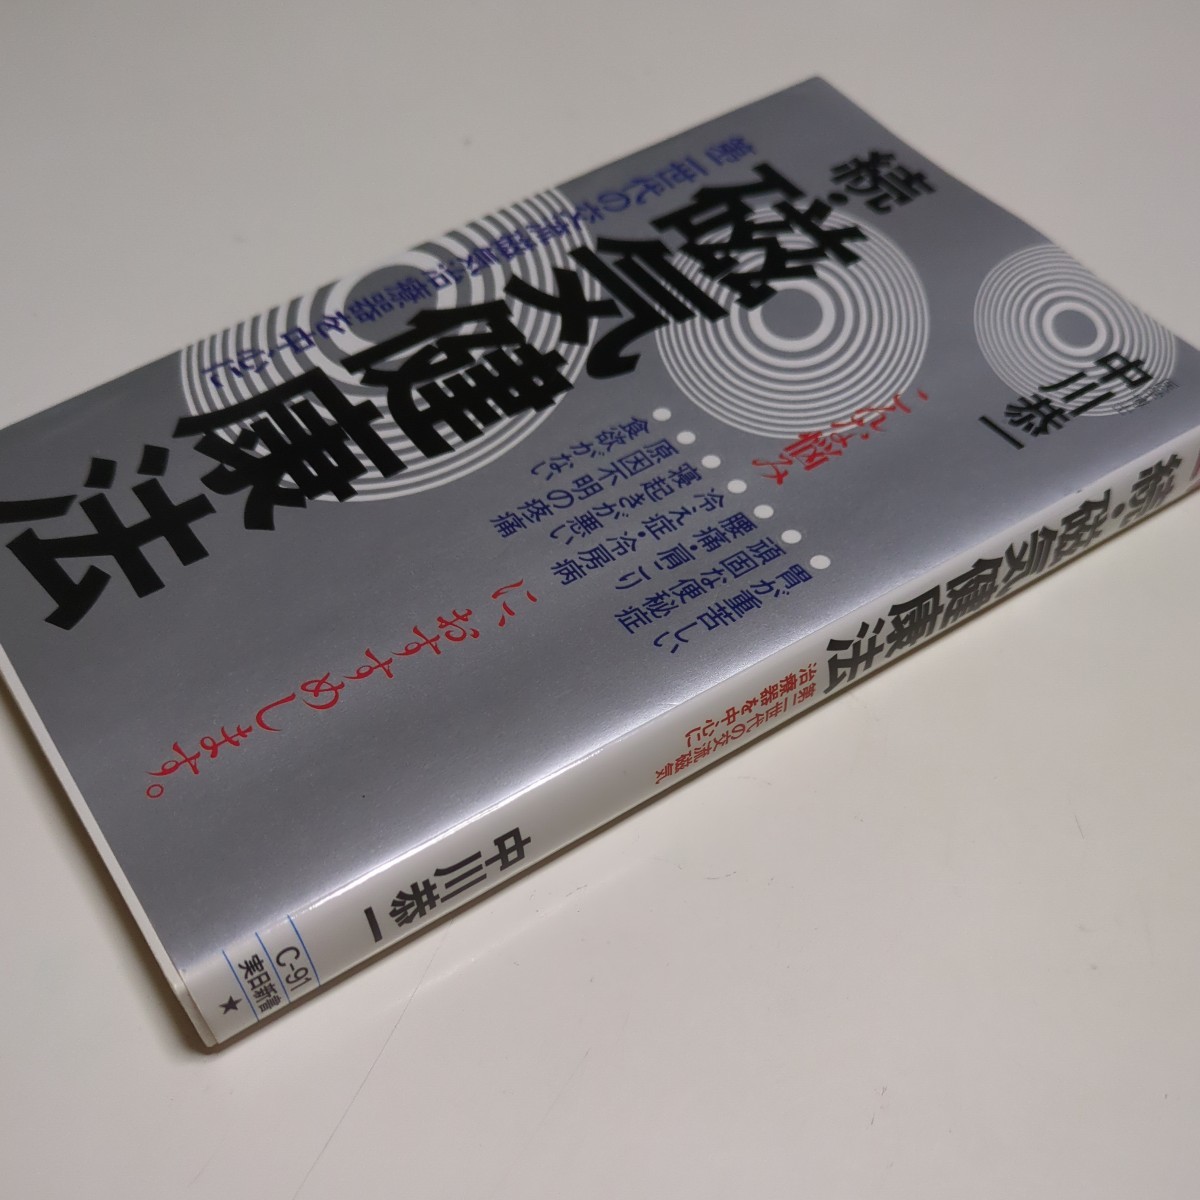 続・
磁気健康法
第二世代の交流磁気治療器を中心に
中川恭一
こんな悩み
●胃が重苦しい
●頑固な便秘症
●腰痛・肩こり
●冷え症・冷房病
●寝起きが悪い
●原因不明の疼痛
●食欲がない
に、おすすめします。
続・磁気健康法
第二世代の交流磁気
治療器を中心に
中川恭一
C-91
実日新書
★